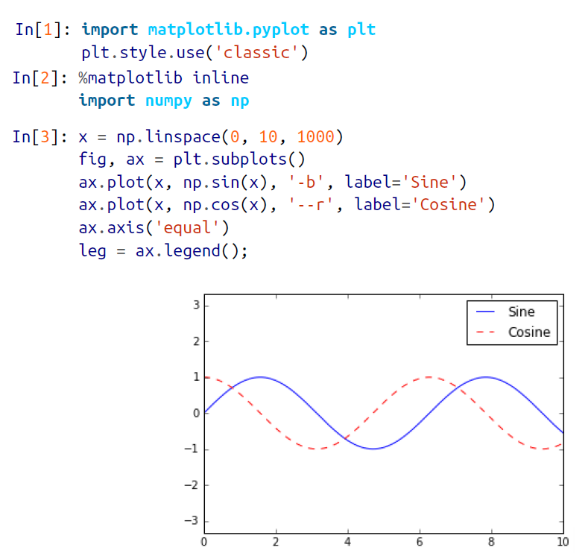 In[1]: import matplotlib.pyplot as plt
plt.style.use('classic')
In[2]: %matplotlib inline
import numpy as np
In[3]: x = np.linspace(0, 10, 1000)
fig, ax = plt.subplots()
ax.plot(x, np.sin(x), '-b', label='Sine')
ax.plot(x, np.cos(x), '--r', label='Cosine')
ax.axis('equal')
leg = ax.legend();
Sine
Cosine
3
2
1
0
−1
−2
−3
0 2 4 6 8 10